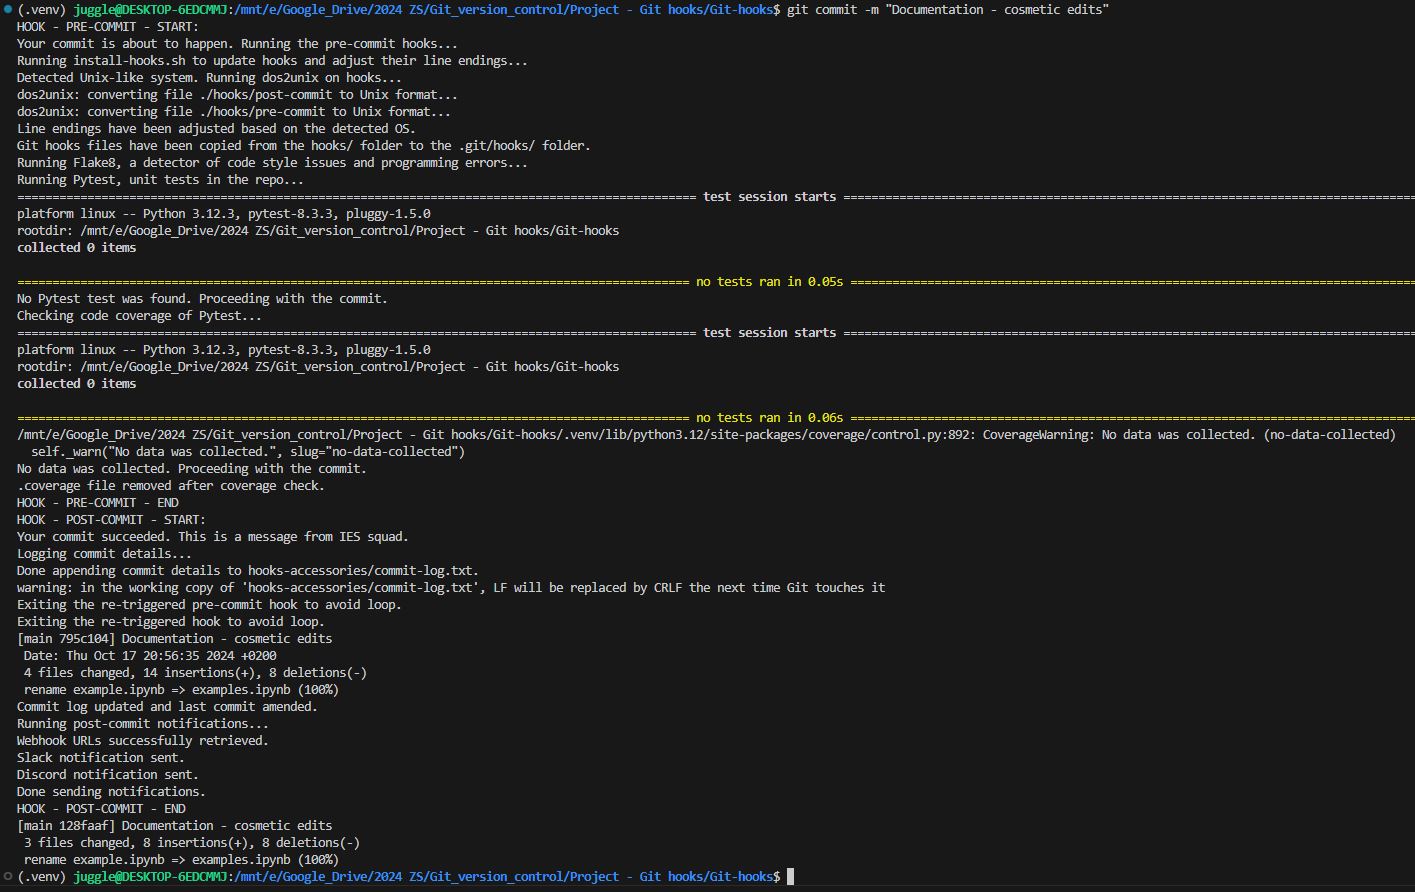 (.venv) juggle@DESKTOP-6EDCMMJ:/mnt/e/Google_Drive/2024 ZS/Git_version_control/Project - Git hooks/Git-hooks$ git commit -m "Documentation - cosmetic edits"
HOOK - PRE-COMMIT - START:
Your commit is about to happen. Running the pre-commit hooks...
Running install-hooks.sh to update hooks and adjust their line endings...
Detected Unix-like system. Running dos2unix on hooks...
dos2unix: converting file ./hooks/post-commit to Unix format...
dos2unix: converting file ./hooks/pre-commit to Unix format...
Line endings have been adjusted based on the detected OS.
Git hooks files have been copied from the hooks/ folder to the .git/hooks/ folder.
Running Flake8, a detector of code style issues and programming errors...
Running Pytest, unit tests in the repo...
================================================================================================= test session starts ==================================================================================
platform linux -- Python 3.12.3, pytest-8.3.3, pluggy-1.5.0
rootdir: /mnt/e/Google_Drive/2024 ZS/Git_version_control/Project - Git hooks/Git-hooks
collected 0 items
================================================================================================ no tests ran in 0.05s =================================================================================
No Pytest test was found. Proceeding with the commit.
Checking code coverage of Pytest...
================================================================================================= test session starts ==================================================================================
platform linux -- Python 3.12.3, pytest-8.3.3, pluggy-1.5.0
rootdir: /mnt/e/Google_Drive/2024 ZS/Git_version_control/Project - Git hooks/Git-hooks
collected 0 items
================================================================================================ no tests ran in 0.06s =================================================================================
/mnt/e/Google_Drive/2024 ZS/Git_version_control/Project - Git hooks/Git-hooks/.venv/lib/python3.12/site-packages/coverage/control.py:892: CoverageWarning: No data was collected. (no-data-collected)
  self._warn("No data was collected.", slug="no-data-collected")
No data was collected. Proceeding with the commit.
.coverage file removed after coverage check.
HOOK - PRE-COMMIT - END
HOOK - POST-COMMIT - START:
Your commit succeeded. This is a message from IES squad.
Logging commit details...
Done appending commit details to hooks-accessories/commit-log.txt.
warning: in the working copy of 'hooks-accessories/commit-log.txt', LF will be replaced by CRLF the next time Git touches it
Exiting the re-triggered pre-commit hook to avoid loop.
Exiting the re-triggered hook to avoid loop.
[main 795c104] Documentation - cosmetic edits
 Date: Thu Oct 17 20:56:35 2024 +0200
 4 files changed, 14 insertions(+), 8 deletions(-)
 rename example.ipynb => examples.ipynb (100%)
Commit log updated and last commit amended.
Running post-commit notifications...
Webhook URLs successfully retrieved.
Slack notification sent.
Discord notification sent.
Done sending notifications.
HOOK - POST-COMMIT - END
[main 128faaf] Documentation - cosmetic edits
 3 files changed, 8 insertions(+), 8 deletions(-)
 rename example.ipynb => examples.ipynb (100%)
(.venv) juggle@DESKTOP-6EDCMMJ:/mnt/e/Google_Drive/2024 ZS/Git_version_control/Project - Git hooks/Git-hooks$